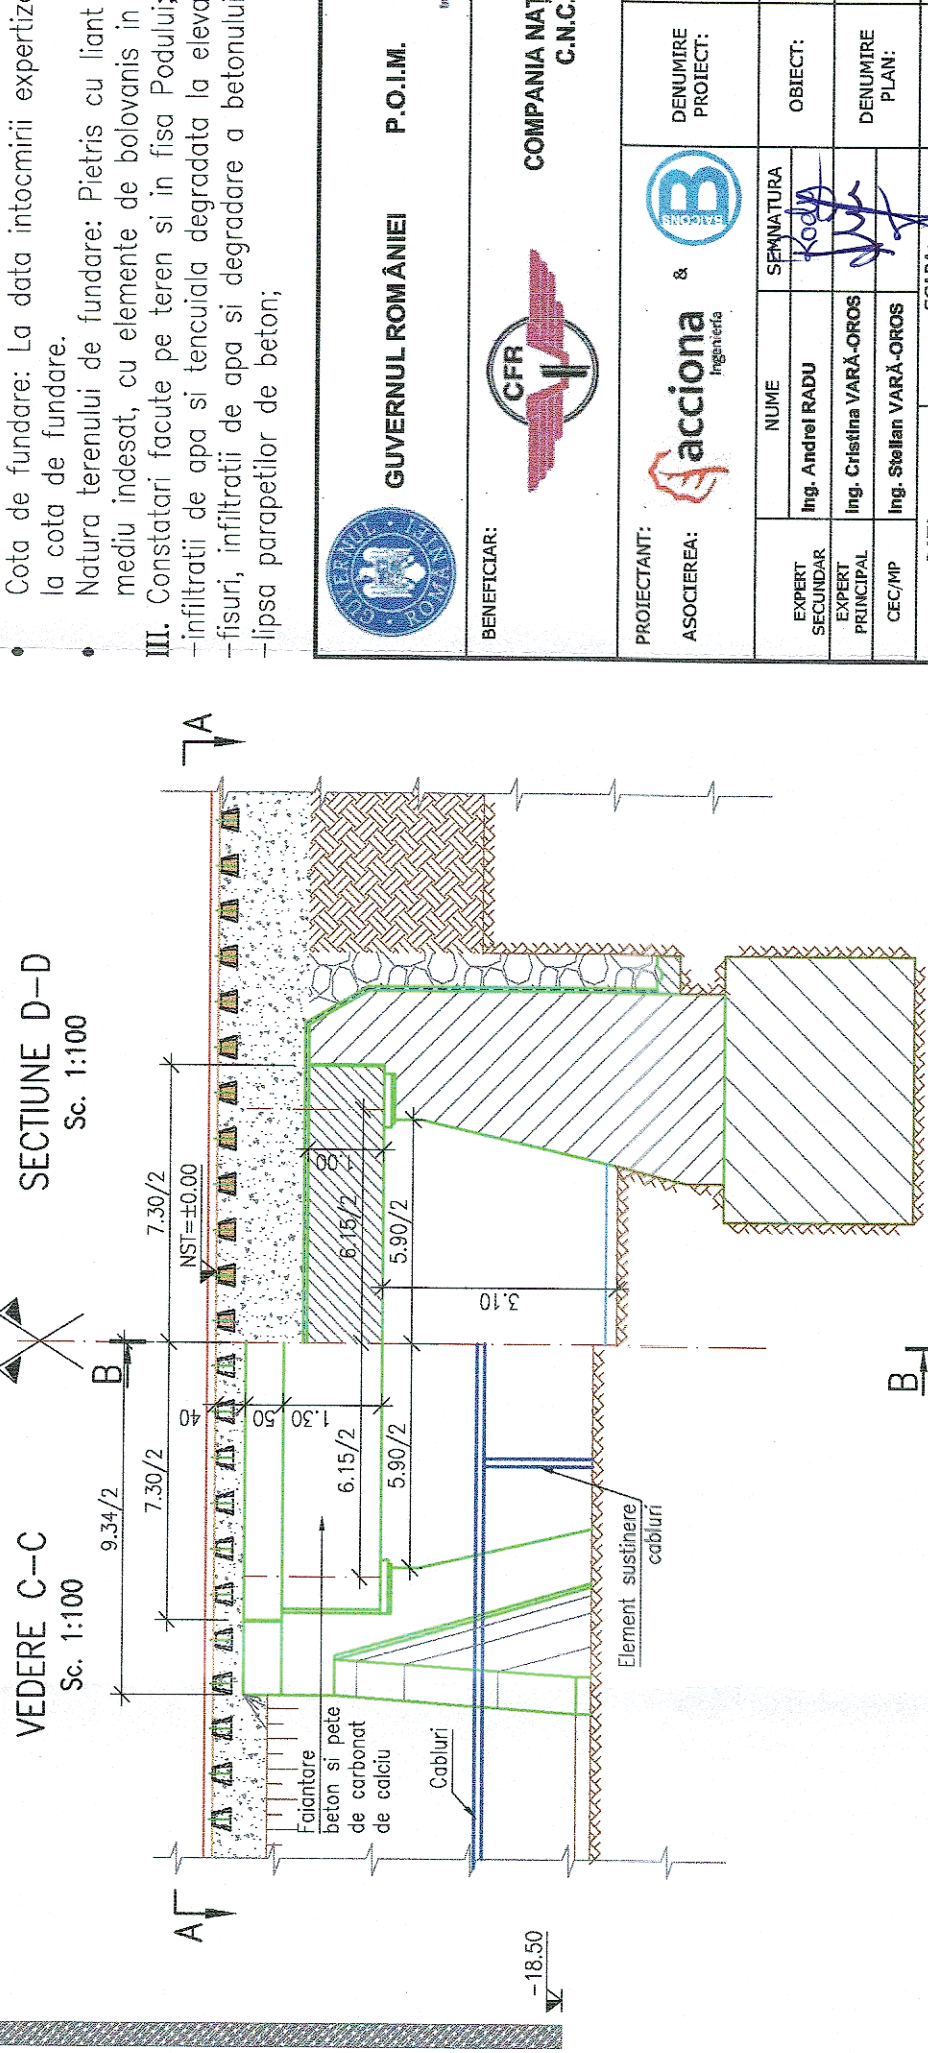 VEDERE C-C
Sc. 1:100
SECTIUNE D-D
Sc. 1:100
9.34/2
B
7.30/2
7.30/2
NST=±0.00
A
A
40
50
1.30
1.00
6.15/2
6.15/2
5.90/2
5.90/2
3.10
Faiantare
beton si pete
de carbonat
de calciu
Cabluri
Element sustinere
cabluri
B
-18.50
• Cota de fundare: La data intocmirii
la cota de fundare.
• Natura terenului de fundare: Pietris cu liant
mediu indesat, cu elemente de bolovanis in
III. Constatari facute pe teren si in fisa Podului;
-infiltratii de apa si tencuiala degradata la
-fisuri, infiltratii de apa si degradare a betonului
-lipsa parapetilor de beton;
GUVERNUL ROMÂNIEI
GUVERNUL ROMÂNIEI P.O.I.M.
BENEFICIAR:
CFR
COMPANIA
C.N.C.
PROIECTANT:
ASOCIEREA:
acciona
Ingeniería
&
B
BAICONS
DENUMIRE
PROIECT:
NUME SEMNATURA
OBIECT:
EXPERT
SECUNDAR
Ing. Andrei RADU
EXPERT
PRINCIPAL
Ing. Cristina VARĂ-OROS
DENUMIRE
PLAN:
CEC/MP
Ing. Stelian VARĂ-OROS